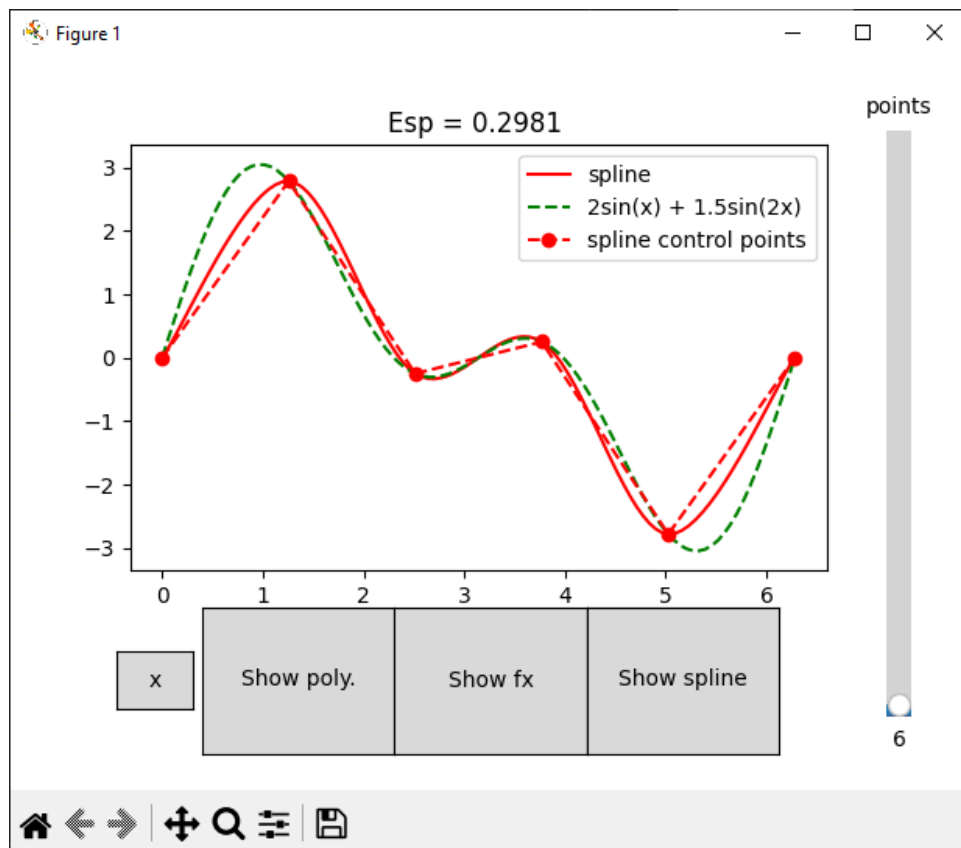 Figure 1
points
Esp = 0.2981
spline
2sin(x) + 1.5sin(2x)
spline control points
3
2
1
0
−1
−2
−3
0 1 2 3 4 5 6
x Show poly. Show fx Show spline
6